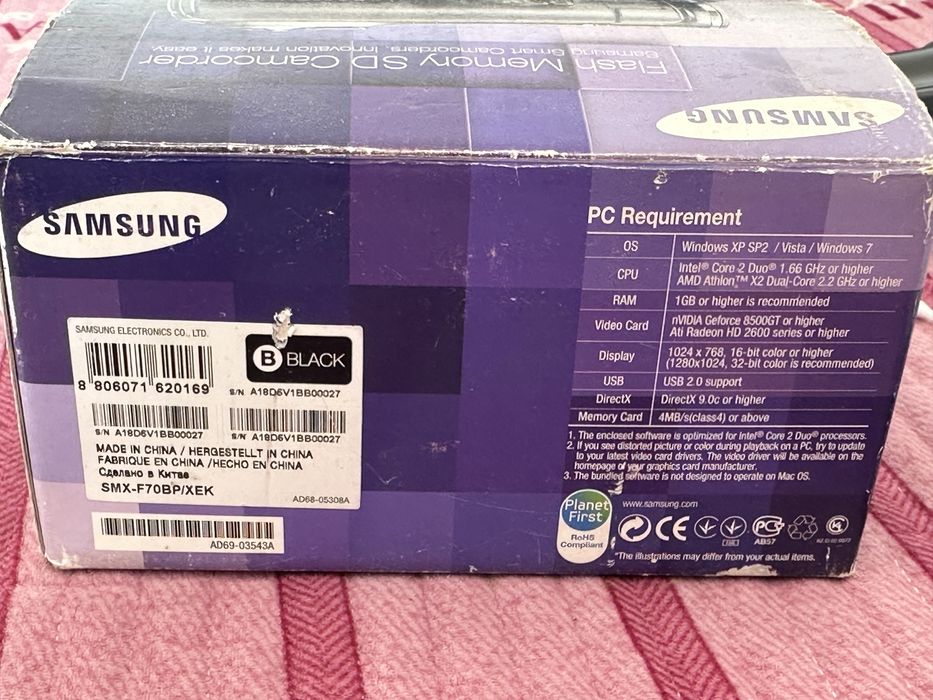 Flash Memory SD Camcorder
Samsung Smart Camcorders, Innovation makes it easy.
SAMSUNG
SAMSUNG
SAMSUNG ELECTRONICS CO., LTD.
8 806071 620169
B BLACK
S/N A18D6V1BB00027
S/N A18D6V1BB00027
S/N A18D6V1BB00027
MADE IN CHINA / HERGESTELLT IN CHINA
FABRIQUE EN CHINA /HECHO EN CHINA
Сделано в Китае
SMX-F70BP/XEK
AD68-05308A
AD69-03543A
PC Requirement
OS Windows XP SP2 / Vista / Windows 7
CPU Intel® Core 2 Duo® 1.66 GHz or higher
AMD Athlon™ X2 Dual-Core 2.2 GHz or higher
RAM 1GB or higher is recommended
Video Card nVIDIA Geforce 8500GT or higher
Ati Radeon HD 2600 series or higher
Display 1024 x 768, 16-bit color or higher
(1280x1024, 32-bit color is recommended)
USB USB 2.0 support
DirectX DirectX 9.0c or higher
Memory Card 4MB/s(class4) or above
1. The enclosed software is optimized for Intel® Core 2 Duo® processors.
2. If you see distorted picture or color during playback on a PC, try to update
to your latest video card drivers. The video driver will be available on the
homepage of your graphics card manufacturer.
3. The bundled software is not designed to operate on Mac OS.
Planet
First
RoHS
Compliant
www.samsung.com
CE
РС
АВ57
*The illustrations may differ from your actual items.